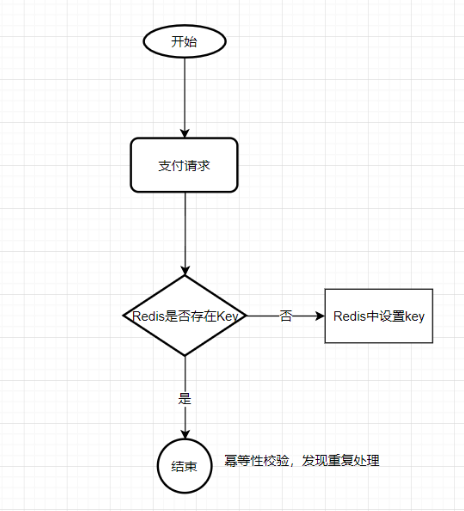 开始
支付请求
Redis是否存在Key
否
Redis中设置key
是
结束
幂等性校验，发现重复处理